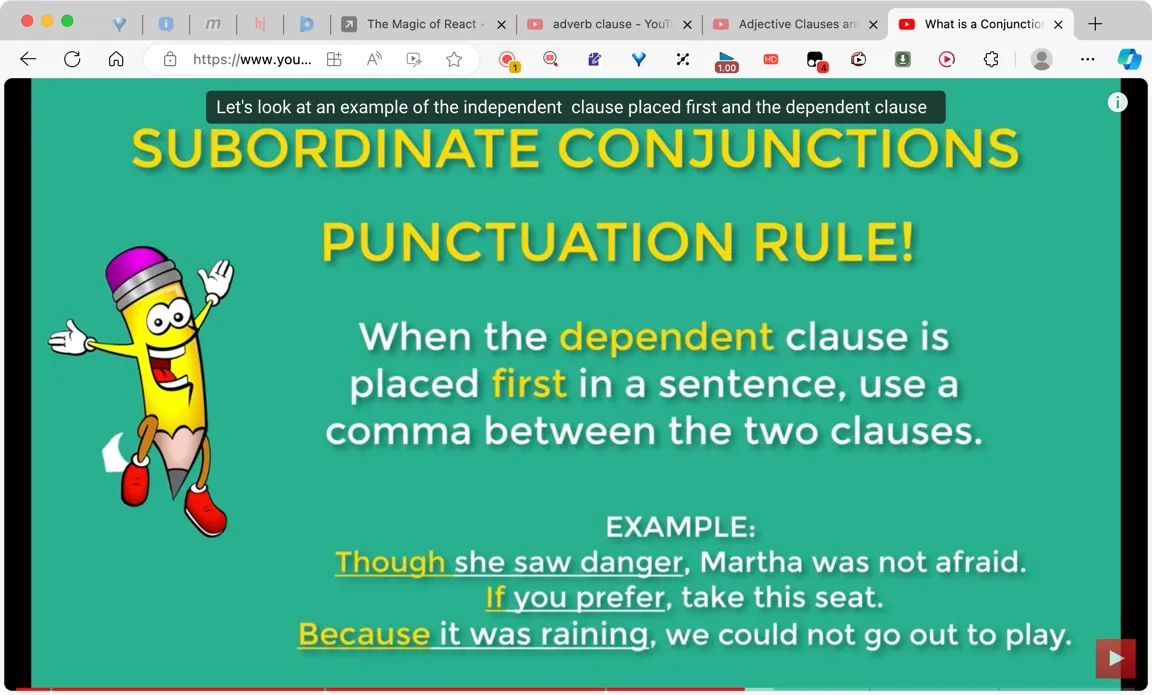 The Magic of React
adverb clause - YouTu
Adjective Clauses an
What is a Conjunctio
https://www.you...
1
1.00
HD
4
Let's look at an example of the independent clause placed first and the dependent clause
SUBORDINATE CONJUNCTIONS
PUNCTUATION RULE!
When the dependent clause is
placed first in a sentence, use a
comma between the two clauses.
EXAMPLE:
Though she saw danger, Martha was not afraid.
If you prefer, take this seat.
Because it was raining, we could not go out to play.